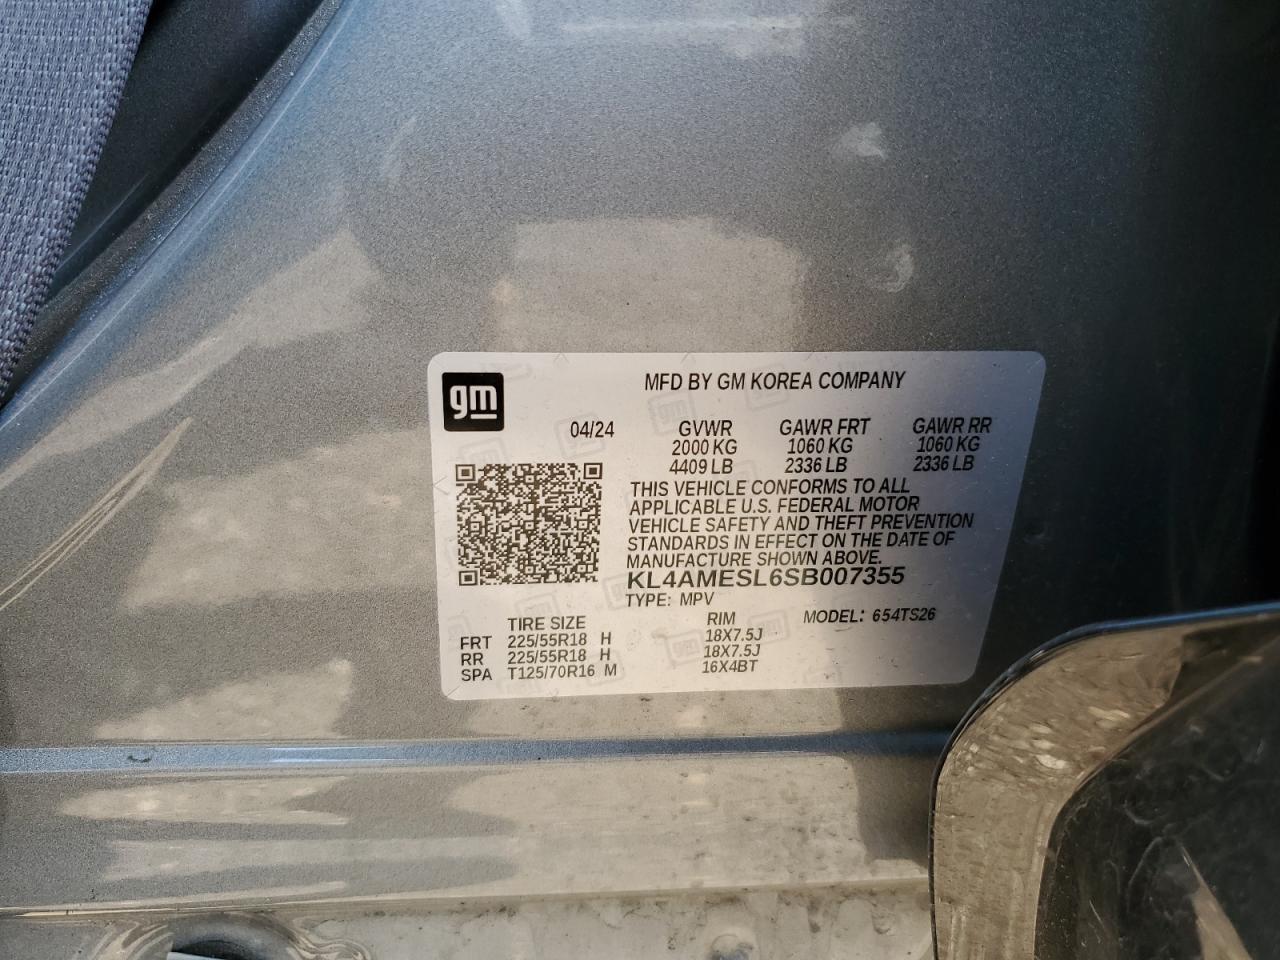 gm
MFD BY GM KOREA COMPANY
04/24 GVWR GAWR FRT GAWR RR
2000 KG 1060 KG 1060 KG
4409 LB 2336 LB 2336 LB
THIS VEHICLE CONFORMS TO ALL
APPLICABLE U.S. FEDERAL MOTOR
VEHICLE SAFETY AND THEFT PREVENTION
STANDARDS IN EFFECT ON THE DATE OF
MANUFACTURE SHOWN ABOVE.
KL4AMESL6SB007355
TYPE: MPV
TIRE SIZE RIM MODEL: 654TS26
FRT 225/55R18 H 18X7.5J
RR 225/55R18 H 18X7.5J
SPA T125/70R16 M 16X4BT